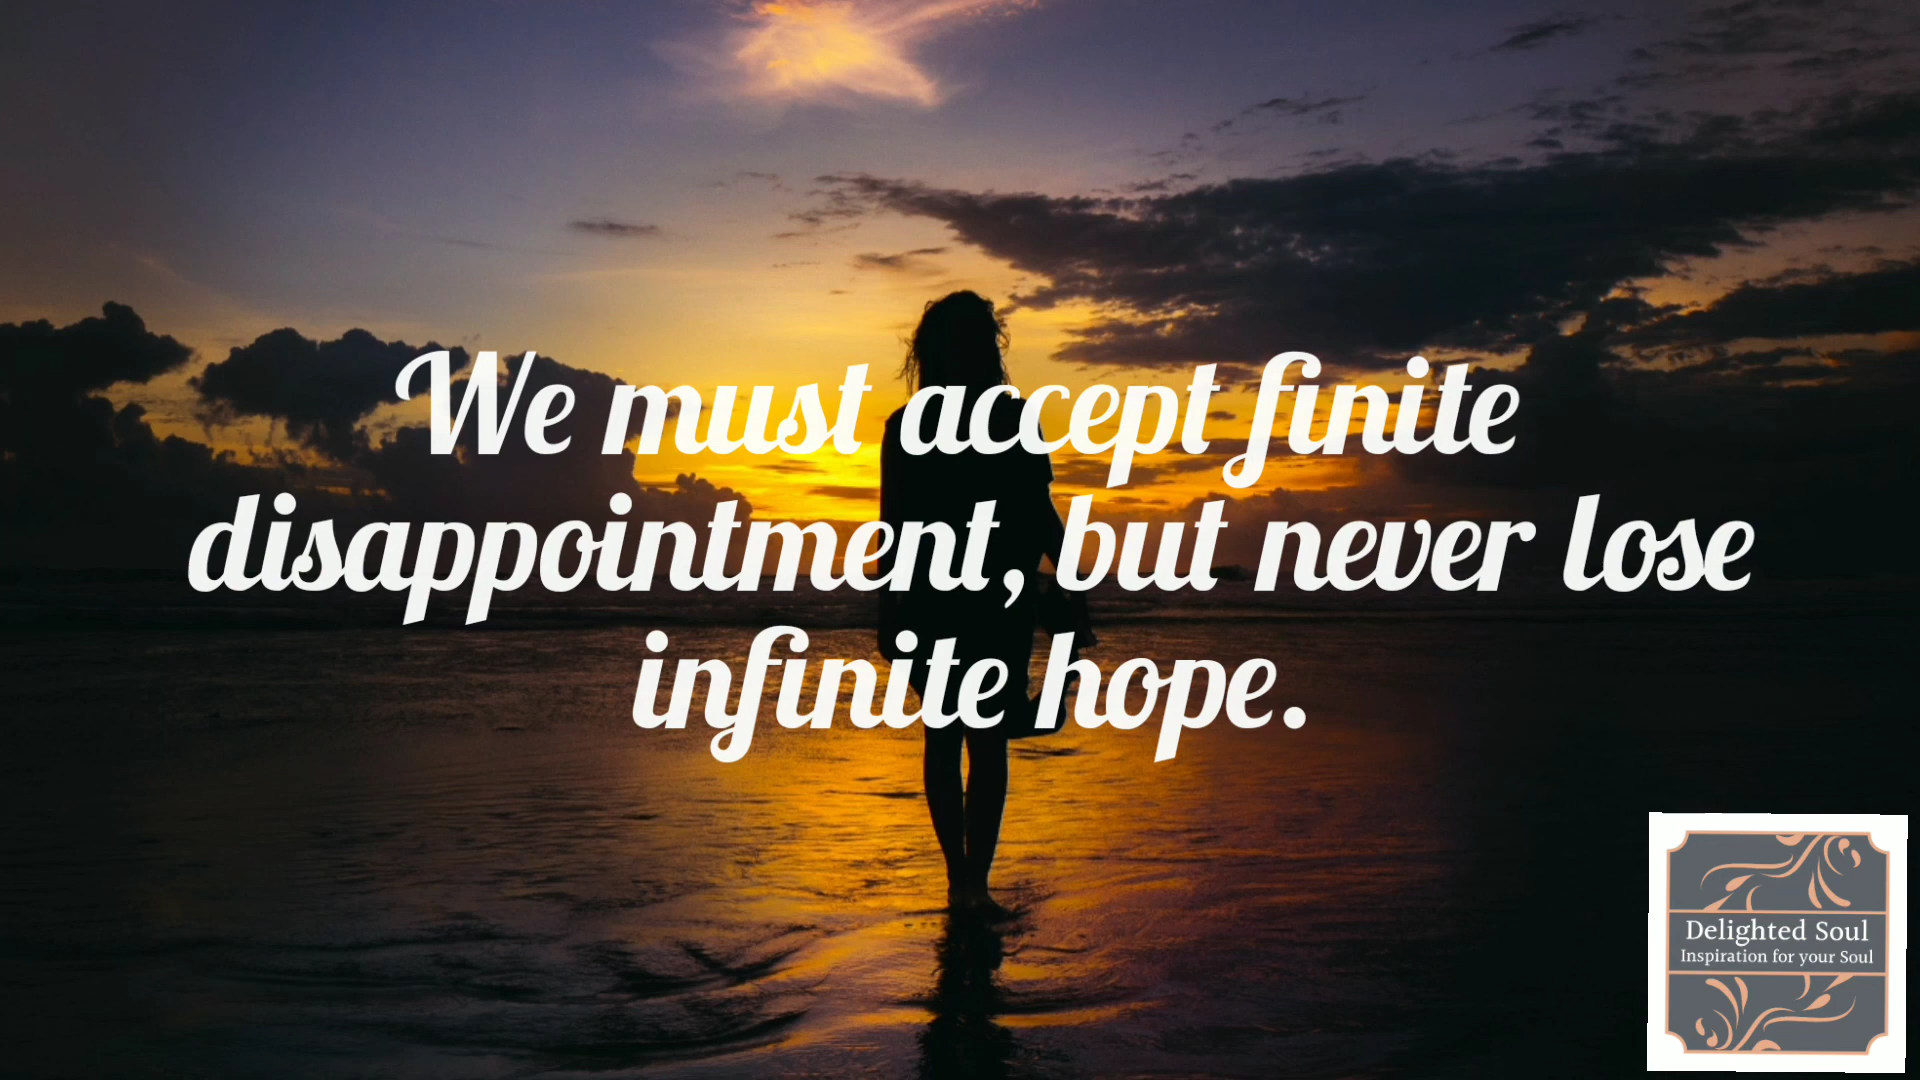 We must accept finite
disappointment, but never lose
infinite hope.
Delighted Soul
Inspiration for your Soul